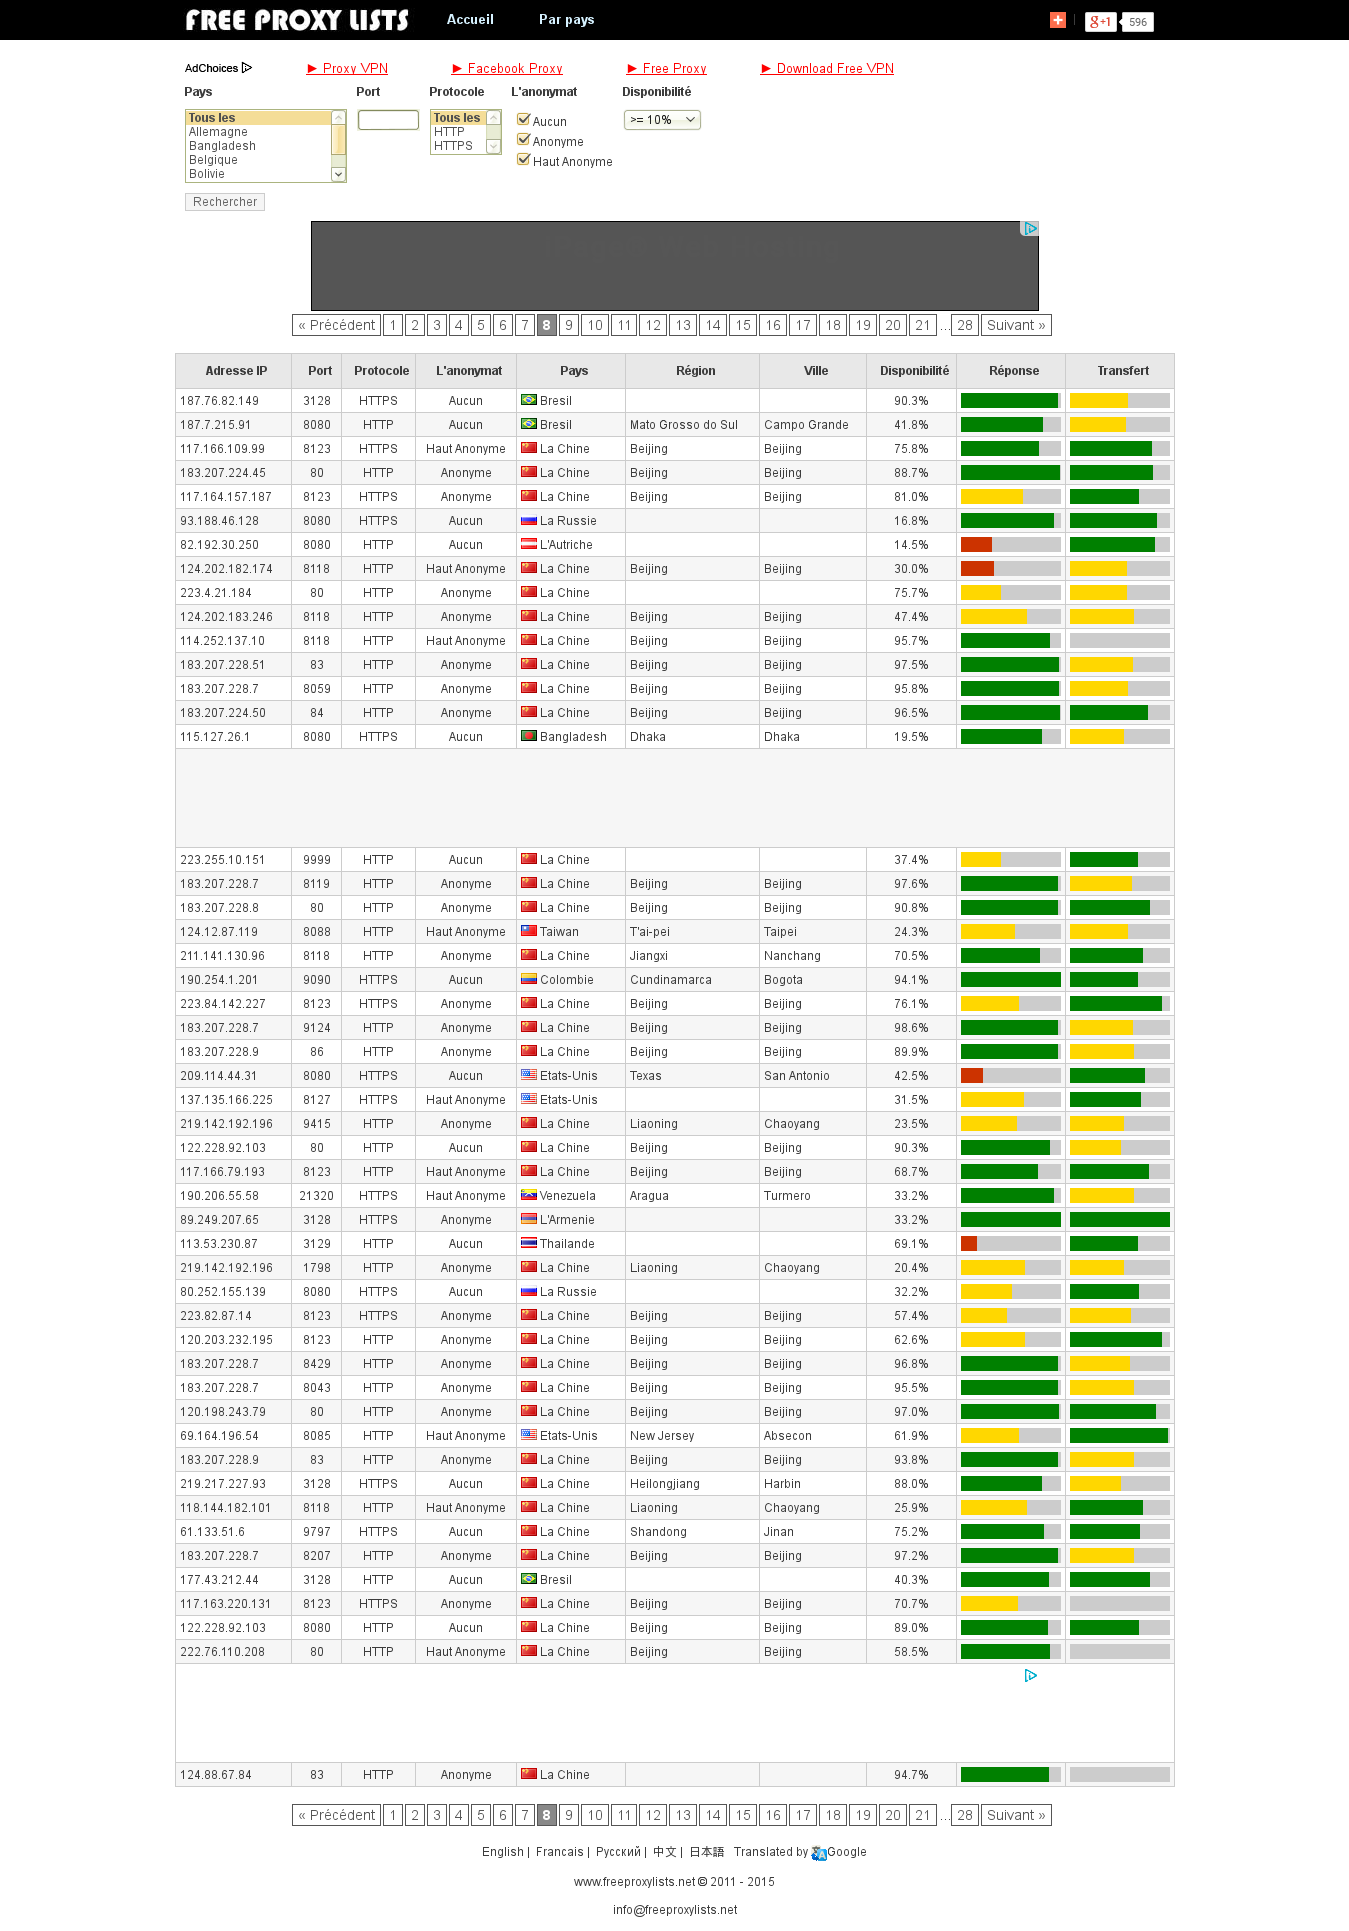 FREE PROXY LISTS Accueil Par pays g+1 596
AdChoices ► Proxy VPN ► Facebook Proxy ► Free Proxy ► Download Free VPN
Pays Port Protocole L'anonymat Disponibilité
Tous les Tous les Aucun >= 10%
Allemagne HTTP Anonyme
Bangladesh HTTPS Haut Anonyme
Belgique
Bolivie
Rechercher
« Précédent 1 2 3 4 5 6 7 8 9 10 11 12 13 14 15 16 17 18 19 20 21 ... 28 Suivant »
Adresse IP Port Protocole L'anonymat Pays Région Ville Disponibilité Réponse Transfert
187.76.82.149 3128 HTTPS Aucun Bresil 90.3%
187.7.215.91 8080 HTTP Aucun Bresil Mato Grosso do Sul Campo Grande 41.8%
117.166.109.99 8123 HTTPS Haut Anonyme La Chine Beijing Beijing 75.8%
183.207.224.45 80 HTTP Anonyme La Chine Beijing Beijing 88.7%
117.164.157.187 8123 HTTPS Anonyme La Chine Beijing Beijing 81.0%
93.188.46.128 8080 HTTPS Aucun La Russie 16.8%
82.192.30.250 8080 HTTP Aucun L'Autriche 14.5%
124.202.182.174 8118 HTTP Haut Anonyme La Chine Beijing Beijing 30.0%
223.4.21.184 80 HTTP Anonyme La Chine 75.7%
124.202.183.246 8118 HTTP Anonyme La Chine Beijing Beijing 47.4%
114.252.137.10 8118 HTTP Haut Anonyme La Chine Beijing Beijing 95.7%
183.207.228.51 83 HTTP Anonyme La Chine Beijing Beijing 97.5%
183.207.228.7 8059 HTTP Anonyme La Chine Beijing Beijing 95.8%
183.207.224.50 84 HTTP Anonyme La Chine Beijing Beijing 96.5%
115.127.26.1 8080 HTTPS Aucun Bangladesh Dhaka Dhaka 19.5%
223.255.10.151 9999 HTTP Aucun La Chine 37.4%
183.207.228.7 8119 HTTP Anonyme La Chine Beijing Beijing 97.6%
183.207.228.8 80 HTTP Anonyme La Chine Beijing Beijing 90.8%
124.12.87.119 8088 HTTP Haut Anonyme Taiwan T'ai-pei Taipei 24.3%
211.141.130.96 8118 HTTP Anonyme La Chine Jiangxi Nanchang 70.5%
190.254.1.201 9090 HTTPS Aucun Colombie Cundinamarca Bogota 94.1%
223.84.142.227 8123 HTTPS Anonyme La Chine Beijing Beijing 76.1%
183.207.228.7 9124 HTTP Anonyme La Chine Beijing Beijing 98.6%
183.207.228.9 86 HTTP Anonyme La Chine Beijing Beijing 89.9%
209.114.44.31 8080 HTTPS Aucun Etats-Unis Texas San Antonio 42.5%
137.135.166.225 8127 HTTPS Haut Anonyme Etats-Unis 31.5%
219.142.192.196 9415 HTTP Anonyme La Chine Liaoning Chaoyang 23.5%
122.228.92.103 80 HTTP Aucun La Chine Beijing Beijing 90.3%
117.166.79.193 8123 HTTP Haut Anonyme La Chine Beijing Beijing 68.7%
190.206.55.58 21320 HTTPS Haut Anonyme Venezuela Aragua Turmero 33.2%
89.249.207.65 3128 HTTPS Anonyme L'Armenie 33.2%
113.53.230.87 3129 HTTP Aucun Thailande 69.1%
219.142.192.196 1798 HTTP Anonyme La Chine Liaoning Chaoyang 20.4%
80.252.155.139 8080 HTTPS Aucun La Russie 32.2%
223.82.87.14 8123 HTTPS Anonyme La Chine Beijing Beijing 57.4%
120.203.232.195 8123 HTTP Anonyme La Chine Beijing Beijing 62.6%
183.207.228.7 8429 HTTP Anonyme La Chine Beijing Beijing 96.8%
183.207.228.7 8043 HTTP Anonyme La Chine Beijing Beijing 95.5%
120.198.243.79 80 HTTP Anonyme La Chine Beijing Beijing 97.0%
69.164.196.54 8085 HTTP Haut Anonyme Etats-Unis New Jersey Absecon 61.9%
183.207.228.9 83 HTTP Anonyme La Chine Beijing Beijing 93.8%
219.217.227.93 3128 HTTPS Aucun La Chine Heilongjiang Harbin 88.0%
118.144.182.101 8118 HTTP Haut Anonyme La Chine Liaoning Chaoyang 25.9%
61.133.51.6 9797 HTTPS Aucun La Chine Shandong Jinan 75.2%
183.207.228.7 8207 HTTP Anonyme La Chine Beijing Beijing 97.2%
177.43.212.44 3128 HTTP Aucun Bresil 40.3%
117.163.220.131 8123 HTTPS Anonyme La Chine Beijing Beijing 70.7%
122.228.92.103 8080 HTTP Aucun La Chine Beijing Beijing 89.0%
222.76.110.208 80 HTTP Haut Anonyme La Chine Beijing Beijing 58.5%
124.88.67.84 83 HTTP Anonyme La Chine 94.7%
« Précédent 1 2 3 4 5 6 7 8 9 10 11 12 13 14 15 16 17 18 19 20 21 ... 28 Suivant »
English | Francais | Русский | 中文 | 日本語 Translated by Google
www.freeproxylists.net © 2011 - 2015
info@freeproxylists.net